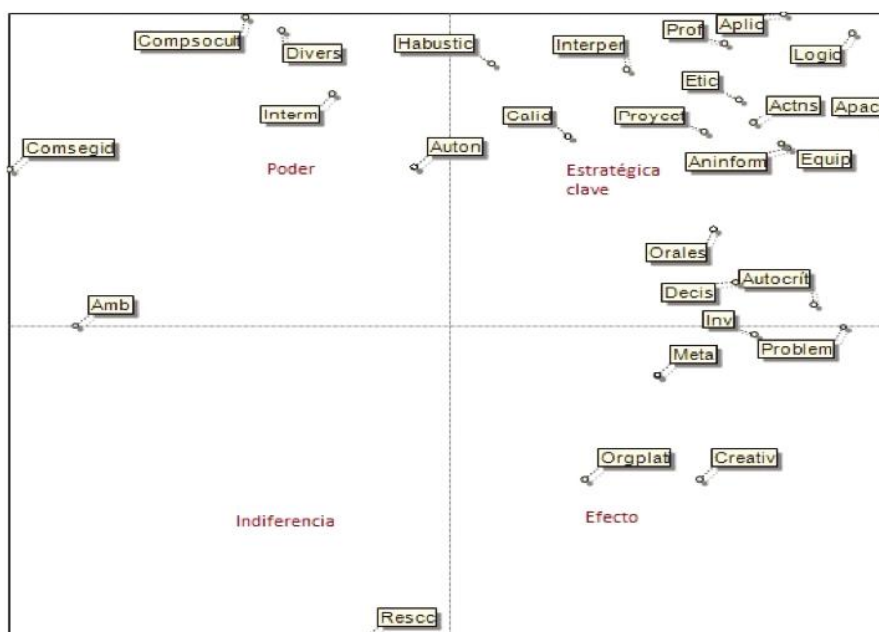 Compsocult
Divers
Habustic
Interper
Prof
Aplic
Logic
Interm
Etic
Calid
Proyect
Actns
Apac
Comsegid
Auton
Aninform
Equip
Poder
Estratégica
clave
Orales
Decis
Autocrít
Amb
Inv
Problem
Meta
Orgplat
Creativ
Indiferencia
Efecto
Rescc